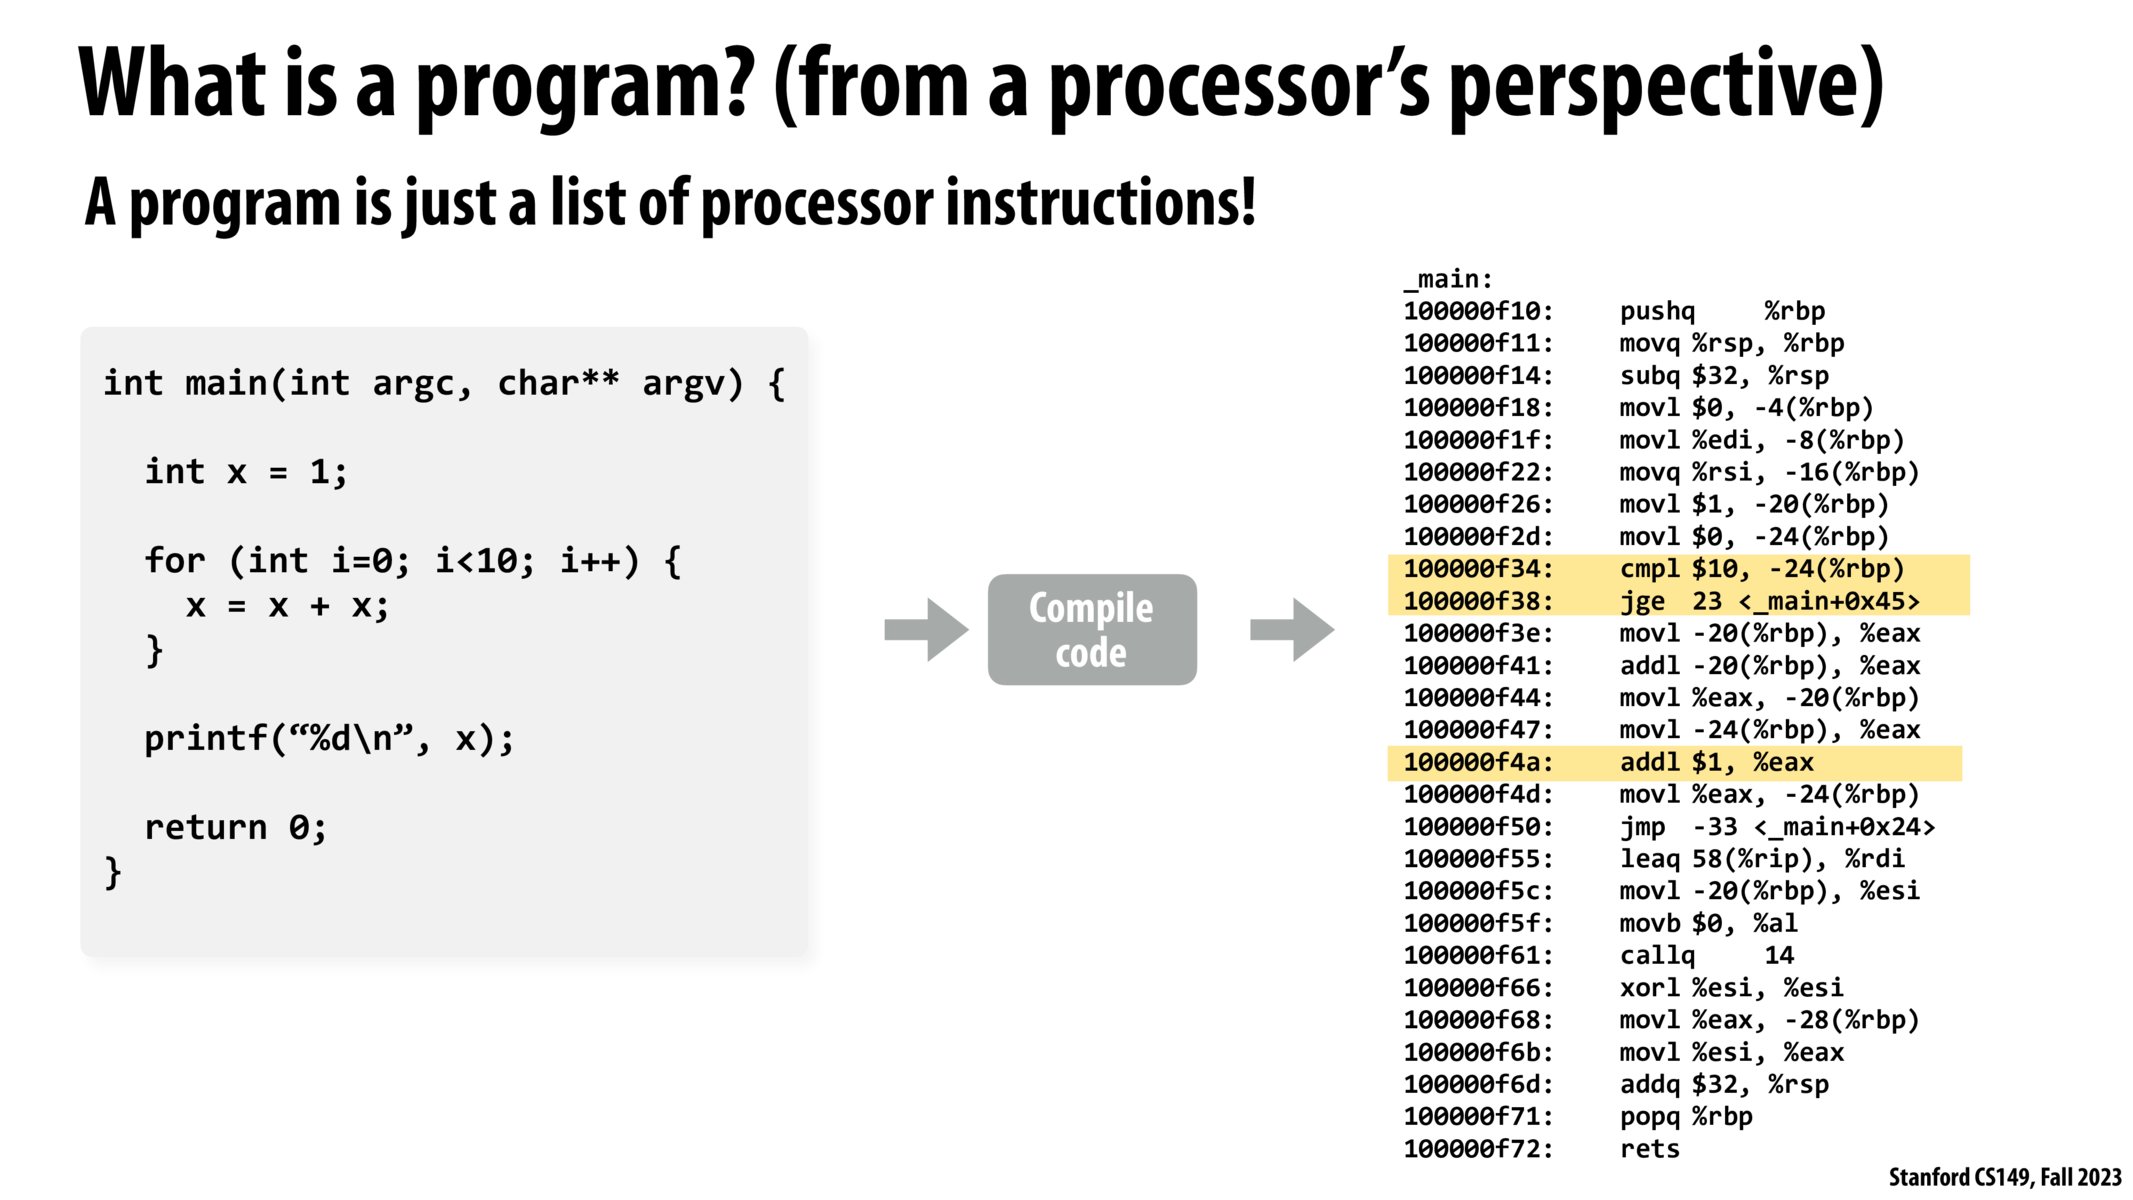 What is a program? (from a processor’s perspective)
A program is just a list of processor instructions!
int main(int argc, char** argv) {
int x = 1;
for (int i=0; i<10; i++) {
x = x + x;
}
printf(“%d\n”, x);
return 0;
}
Compile
code
_main:
100000f10: pushq %rbp
100000f11: movq %rsp, %rbp
100000f14: subq $32, %rsp
100000f18: movl $0, -4(%rbp)
100000f1f: movl %edi, -8(%rbp)
100000f22: movq %rsi, -16(%rbp)
100000f26: movl $1, -20(%rbp)
100000f2d: movl $0, -24(%rbp)
100000f34: cmpl $10, -24(%rbp)
100000f38: jge 23 <_main+0x45>
100000f3e: movl -20(%rbp), %eax
100000f41: addl -20(%rbp), %eax
100000f44: movl %eax, -20(%rbp)
100000f47: movl -24(%rbp), %eax
100000f4a: addl $1, %eax
100000f4d: movl %eax, -24(%rbp)
100000f50: jmp -33 <_main+0x24>
100000f55: leaq 58(%rip), %rdi
100000f5c: movl -20(%rbp), %esi
100000f5f: movb $0, %al
100000f61: callq 14
100000f66: xorl %esi, %esi
100000f68: movl %eax, -28(%rbp)
100000f6b: movl %esi, %eax
100000f6d: addq $32, %rsp
100000f71: popq %rbp
100000f72: rets
Stanford CS149, Fall 2023